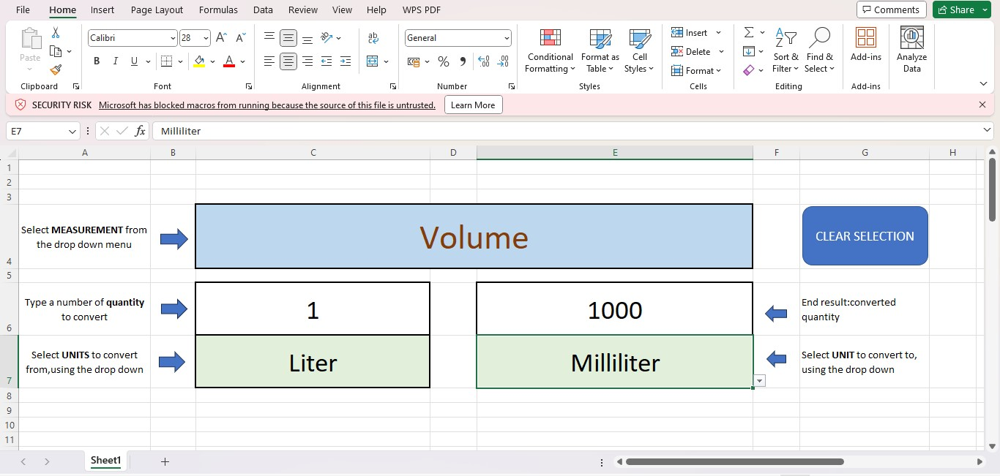 File Home Insert Page Layout Formulas Data Review View Help WPS PDF Comments Share
Paste
Calibri 28
B I U A
General
Conditional Formatting
Format as Table
Cell Styles
Insert
Delete
Format
Sort & Filter
Find & Select
Add-ins
Analyze Data
Clipboard Font Alignment Number Styles Cells Editing Add-ins
SECURITY RISK Microsoft has blocked macros from running because the source of this file is untrusted. Learn More
E7 fx Milliliter
A B C D E F G H
1
2
3
4
Select MEASUREMENT from
the drop down menu
Volume
CLEAR SELECTION
5
6
Type a number of quantity
to convert
1
1000
End result:converted
quantity
7
Select UNITS to convert
from,using the drop down
Liter
Milliliter
Select UNIT to convert to,
using the drop down
8
9
10
11
Sheet1